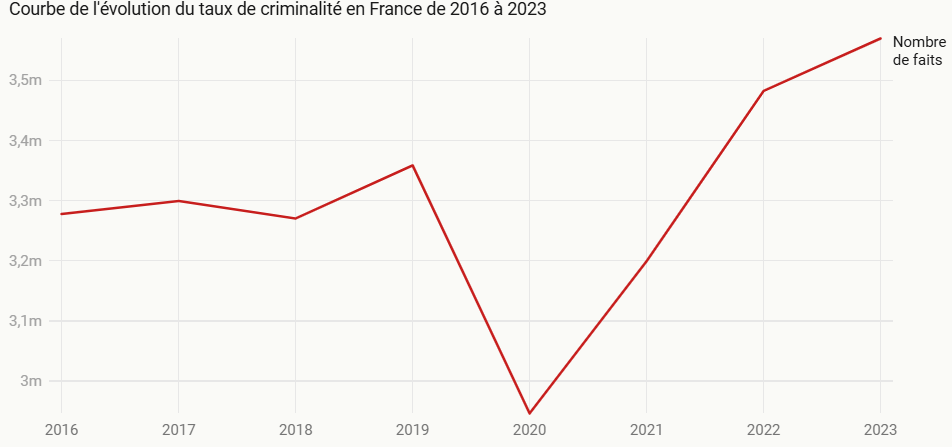 Courbe de l'évolution du taux de criminalité en France de 2016 à 2023
Nombre
de faits
3,5m
3,4m
3,3m
3,2m
3,1m
3m
2016 2017 2018 2019 2020 2021 2022 2023